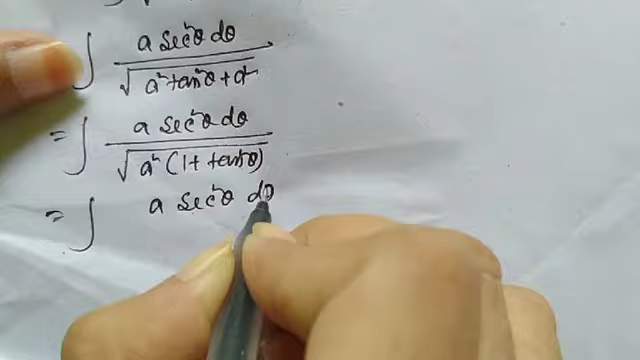 ∫ a sec²θ dθ / √(a² tan²θ + a²)
= ∫ a sec²θ dθ / √(a² (1 + tan²θ))
= ∫ a sec²θ dθ